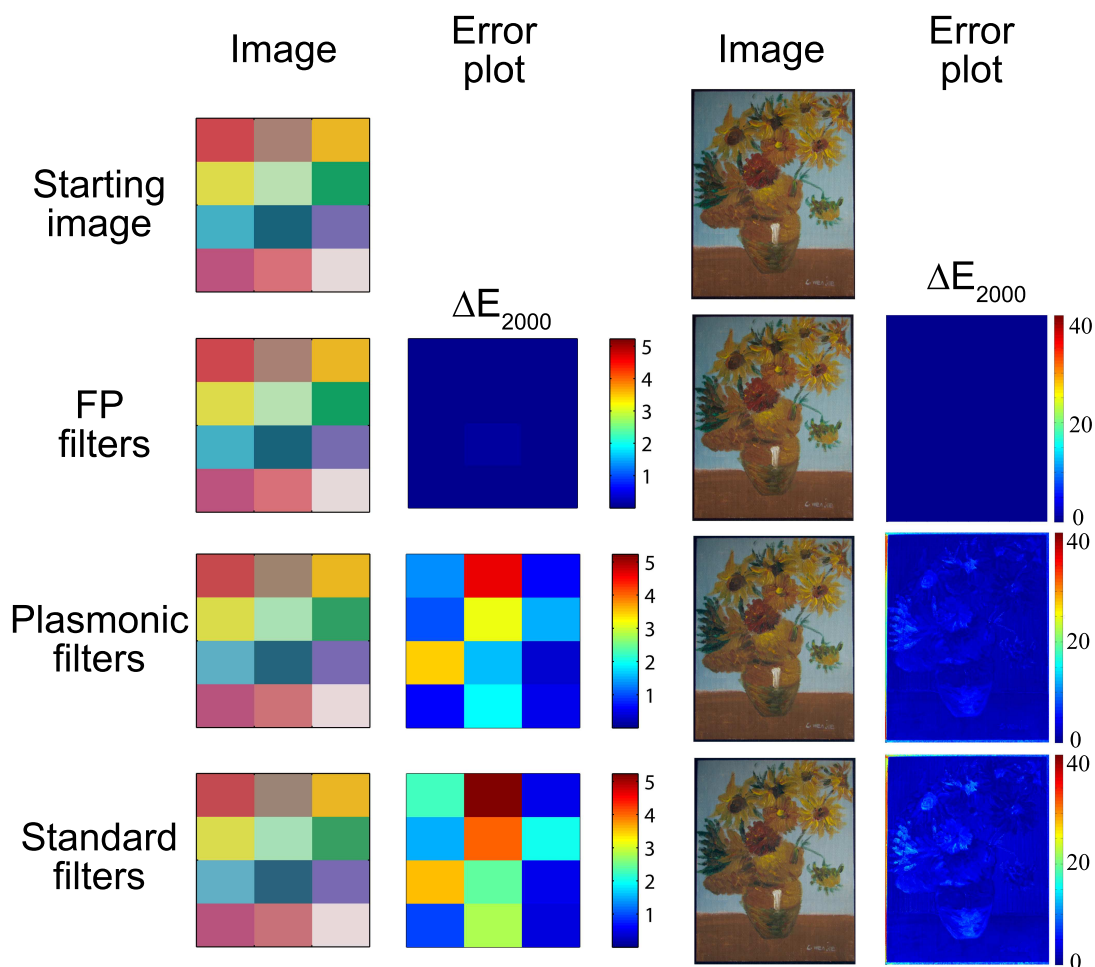 Image
Error
plot
Image
Error
plot
Starting
image
ΔE2000
ΔE2000
FP
filters
5
4
3
2
1
40
20
0
Plasmonic
filters
5
4
3
2
1
40
20
0
Standard
filters
5
4
3
2
1
40
20
0